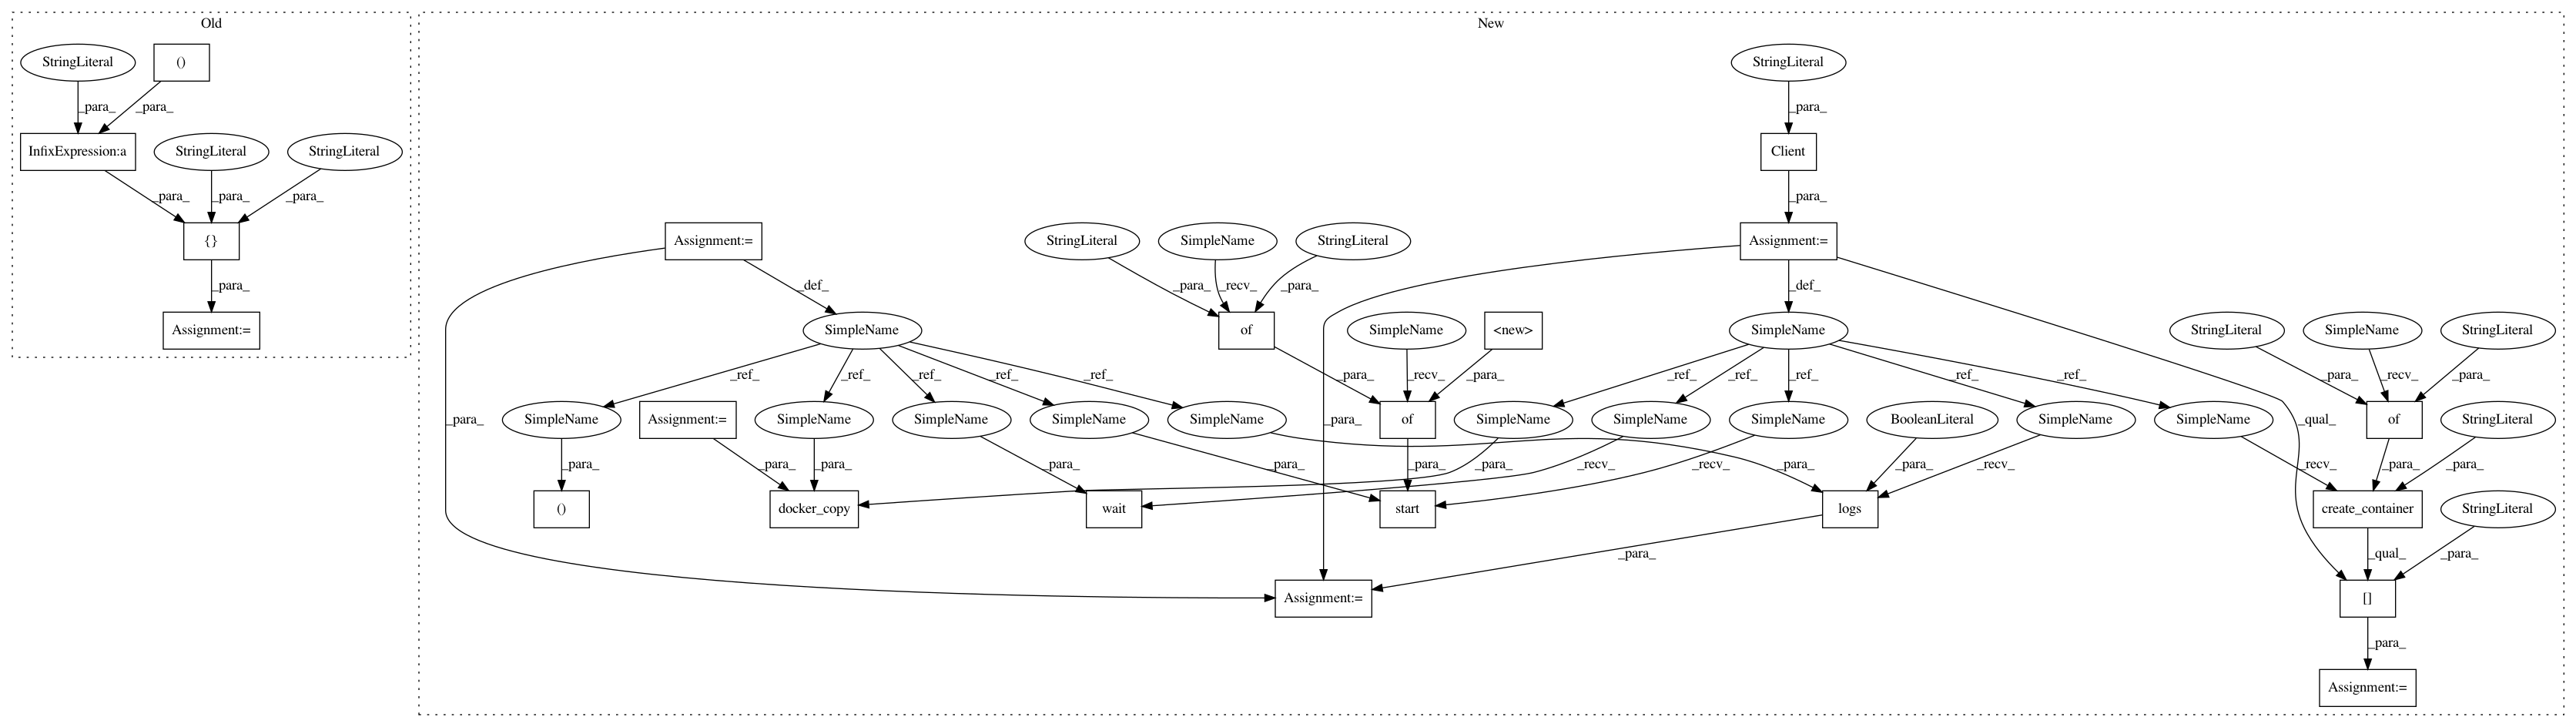 Old
New
StringLiteral
()
StringLiteral
_para_
_para_
_para_
InfixExpression:a
StringLiteral
StringLiteral
Client
_para_
_para_
_para_
_para_
{}
Assignment:=
StringLiteral
SimpleName
StringLiteral
Assignment:=
_para_
_def_
_para_
_recv_
_para_
_def_
Assignment:=
SimpleName
of
SimpleName
<new>
SimpleName
StringLiteral
SimpleName
StringLiteral
_ref_
_ref_
_ref_
_ref_
_ref_
_para_
_recv_
_para_
_ref_
_ref_
_ref_
_ref_
_ref_
_para_
_recv_
_para_
_para_
SimpleName
Assignment:=
SimpleName
SimpleName
SimpleName
SimpleName
_para_
of
SimpleName
SimpleName
SimpleName
BooleanLiteral
SimpleName
SimpleName
_qual_
of
StringLiteral
_para_
_para_
_para_
_para_
_para_
_para_
_para_
_recv_
_recv_
_para_
_para_
_recv_
_recv_
_para_
_para_
()
docker_copy
wait
start
logs
create_container
StringLiteral
_para_
_qual_
_para_
Assignment:=
[]
_para_
Assignment:=